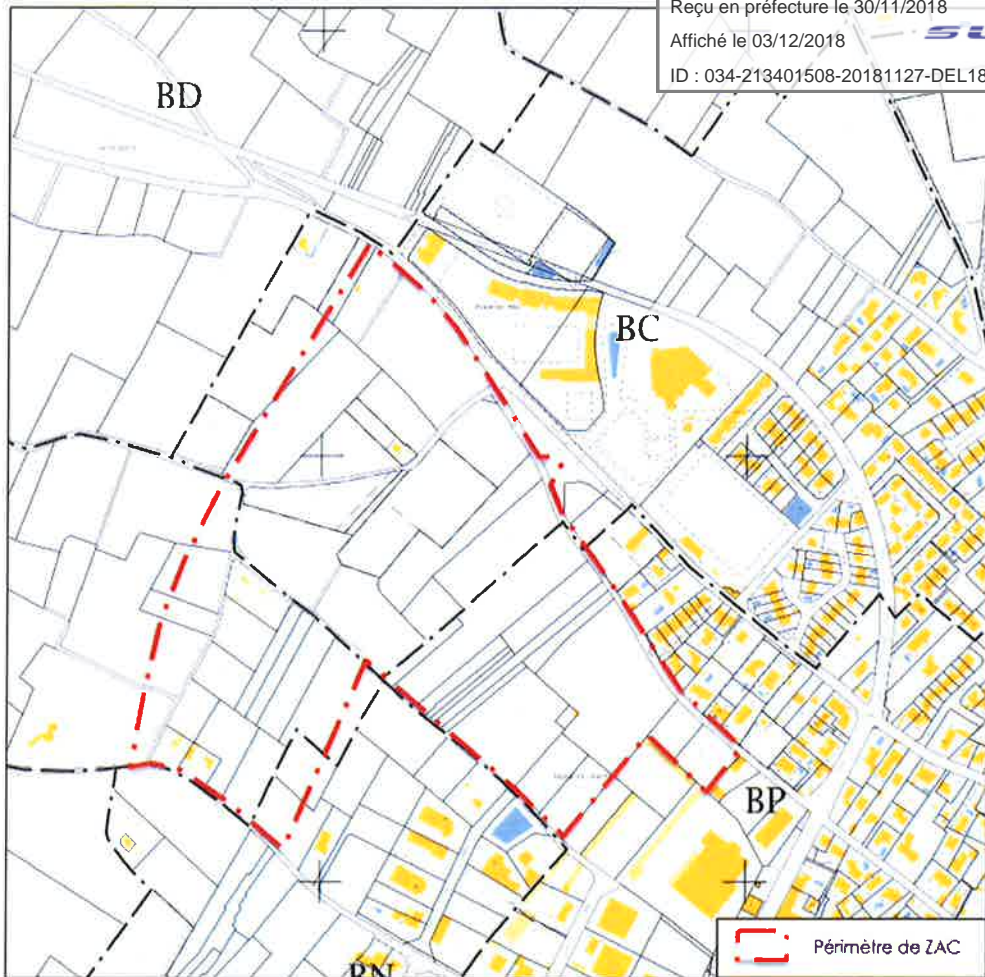 Reçu en préfecture le 30/11/2018
Affiché le 03/12/2018
ID : 034-213401508-20181127-DEL18
BD
BC
BP
BN
Périmètre de ZAC